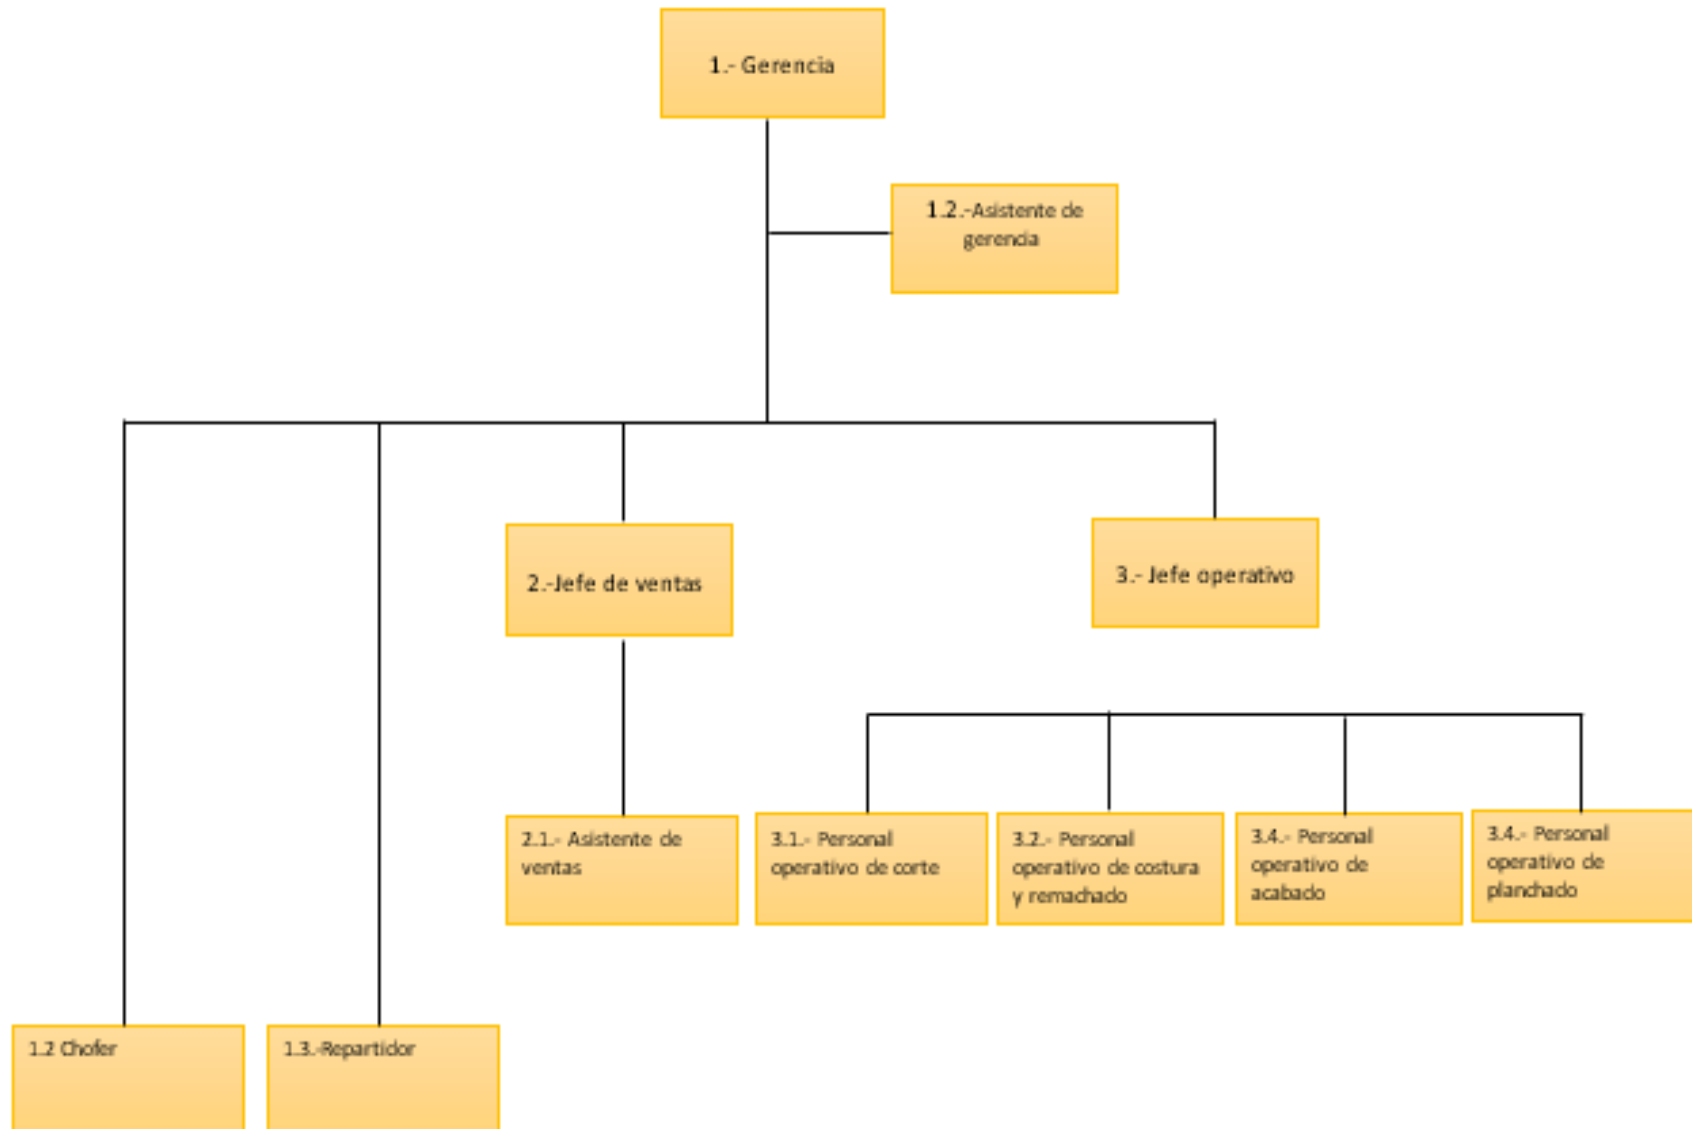 1.- Gerencia
1.2.-Asistente de
gerencia
2.-Jefe de ventas
3.- Jefe operativo
2.1.- Asistente de
ventas
3.1.- Personal
operativo de corte
3.2.- Personal
operativo de costura
y remachado
3.4.- Personal
operativo de
acabado
3.4.- Personal
operativo de
planchado
1.2 Chofer
1.3.-Repartidor